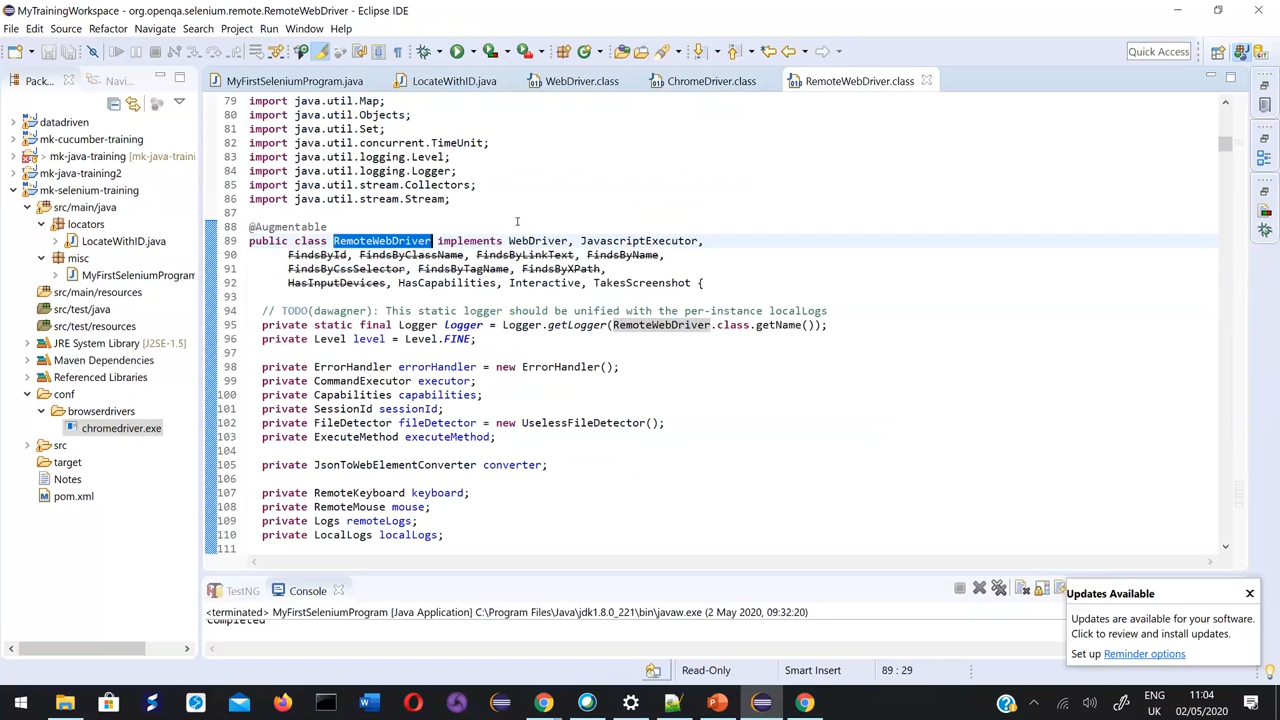 MyTrainingWorkspace - org.openqa.selenium.remote.RemoteWebDriver - Eclipse IDE
File Edit Source Refactor Navigate Search Project Run Window Help
Quick Access
Pack... Navi...
MyFirstSeleniumProgram.java LocateWithID.java WebDriver.class ChromeDriver.class RemoteWebDriver.class
datadriven
mk-cucumber-training
> mk-java-training [mk-java-traini
mk-java-training2
mk-selenium-training
src/main/java
locators
LocateWithID.java
misc
MyFirstSeleniumProgram
src/main/resources
src/test/java
src/test/resources
JRE System Library [J2SE-1.5]
Maven Dependencies
Referenced Libraries
conf
browserdrivers
chromedriver.exe
src
target
Notes
pom.xml
79 import java.util.Map;
80 import java.util.Objects;
81 import java.util.Set;
82 import java.util.concurrent.TimeUnit;
83 import java.util.logging.Level;
84 import java.util.logging.Logger;
85 import java.util.stream.Collectors;
86 import java.util.stream.Stream;
87
88 @Augmentable
89 public class RemoteWebDriver implements WebDriver, JavascriptExecutor,
90 FindsById, FindsByClassName, FindsByLinkText, FindsByName,
91 FindsByCssSelector, FindsByTagName, FindsByXPath,
92 HasInputDevices, HasCapabilities, Interactive, TakesScreenshot {
93
94 // TODO(dawagner): This static logger should be unified with the per-instance localLogs
95 private static final Logger logger = Logger.getLogger(RemoteWebDriver.class.getName());
96 private Level level = Level.FINE;
97
98 private ErrorHandler errorHandler = new ErrorHandler();
99 private CommandExecutor executor;
100 private Capabilities capabilities;
101 private SessionId sessionId;
102 private FileDetector fileDetector = new UselessFileDetector();
103 private ExecuteMethod executeMethod;
104
105 private JsonToWebElementConverter converter;
106
107 private RemoteKeyboard keyboard;
108 private RemoteMouse mouse;
109 private Logs remoteLogs;
110 private LocalLogs localLogs;
111
TestNG Console
<terminated> MyFirstSeleniumProgram [Java Application] C:\Program Files\Java\jdk1.8.0_221\bin\javaw.exe (2 May 2020, 09:32:20)
Completed
Updates Available
Updates are available for your software.
Click to review and install updates.
Set up Reminder options
Read-Only Smart Insert 89 : 29
ENG
UK
11:04
02/05/2020